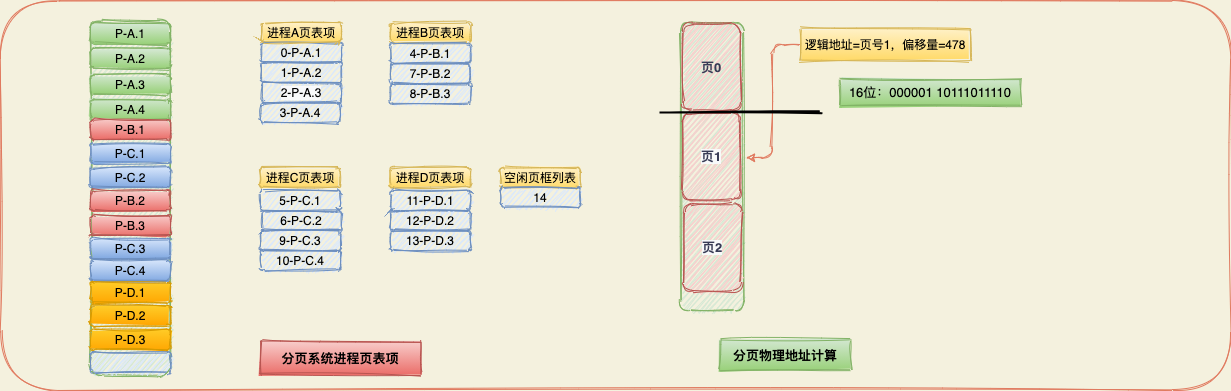 P-A.1
P-A.2
P-A.3
P-A.4
P-B.1
P-C.1
P-C.2
P-B.2
P-B.3
P-C.3
P-C.4
P-D.1
P-D.2
P-D.3
进程A页表项
0-P-A.1
1-P-A.2
2-P-A.3
3-P-A.4
进程B页表项
4-P-B.1
7-P-B.2
8-P-B.3
进程C页表项
5-P-C.1
6-P-C.2
9-P-C.3
10-P-C.4
进程D页表项
11-P-D.1
12-P-D.2
13-P-D.3
空闲页框列表
14
分页系统进程页表项
页0
页1
页2
逻辑地址=页号1，偏移量=478
16位：000001 10111011110
分页物理地址计算